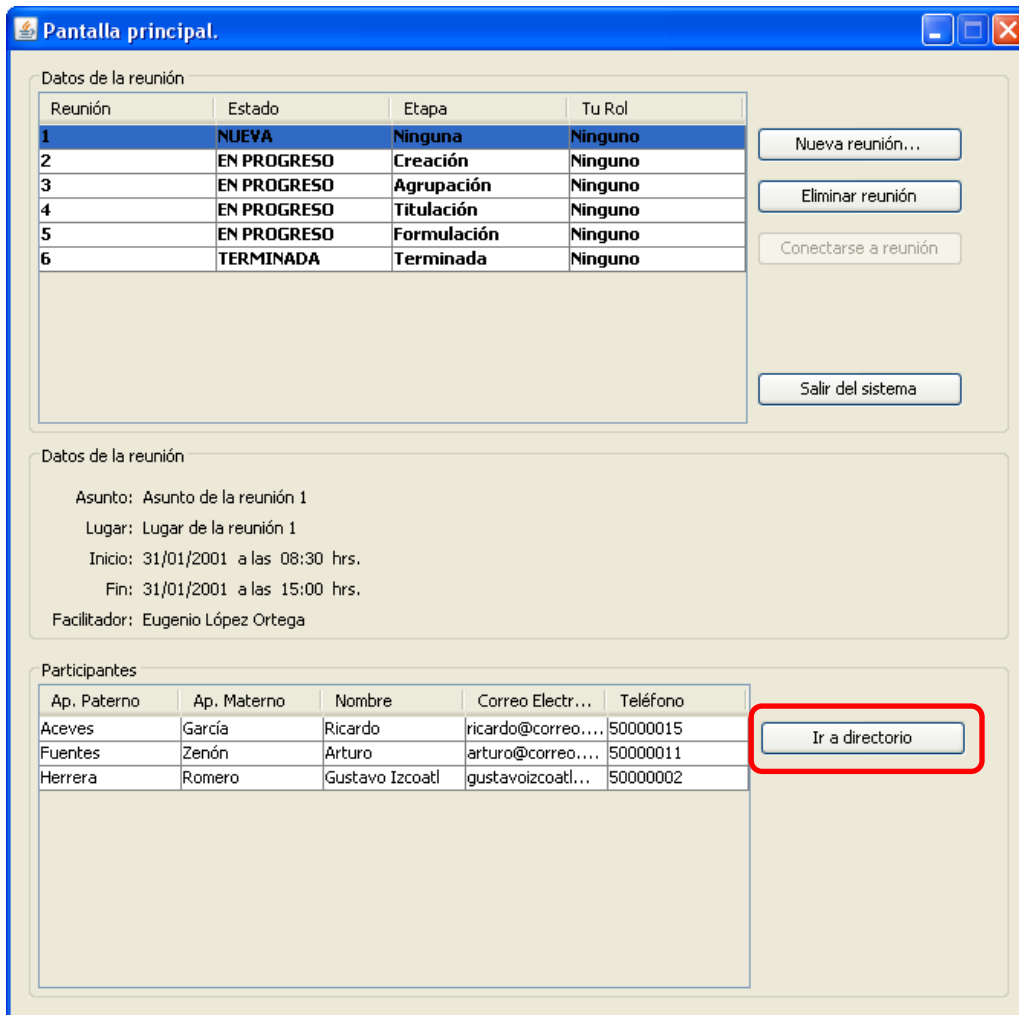 Pantalla principal.
Datos de la reunión
Reunión Estado Etapa Tu Rol
1 NUEVA Ninguna Ninguno
2 EN PROGRESO Creación Ninguno
3 EN PROGRESO Agrupación Ninguno
4 EN PROGRESO Titulación Ninguno
5 EN PROGRESO Formulación Ninguno
6 TERMINADA Terminada Ninguno
Nueva reunión...
Eliminar reunión
Conectarse a reunión
Salir del sistema
Datos de la reunión
Asunto: Asunto de la reunión 1
Lugar: Lugar de la reunión 1
Inicio: 31/01/2001 a las 08:30 hrs.
Fin: 31/01/2001 a las 15:00 hrs.
Facilitador: Eugenio López Ortega
Participantes
Ap. Paterno Ap. Materno Nombre Correo Electr... Teléfono
Aceves García Ricardo ricardo@correo.... 50000015
Fuentes Zenón Arturo arturo@correo.... 50000011
Herrera Romero Gustavo Izcoatl gustavoizcoatl... 50000002
Ir a directorio